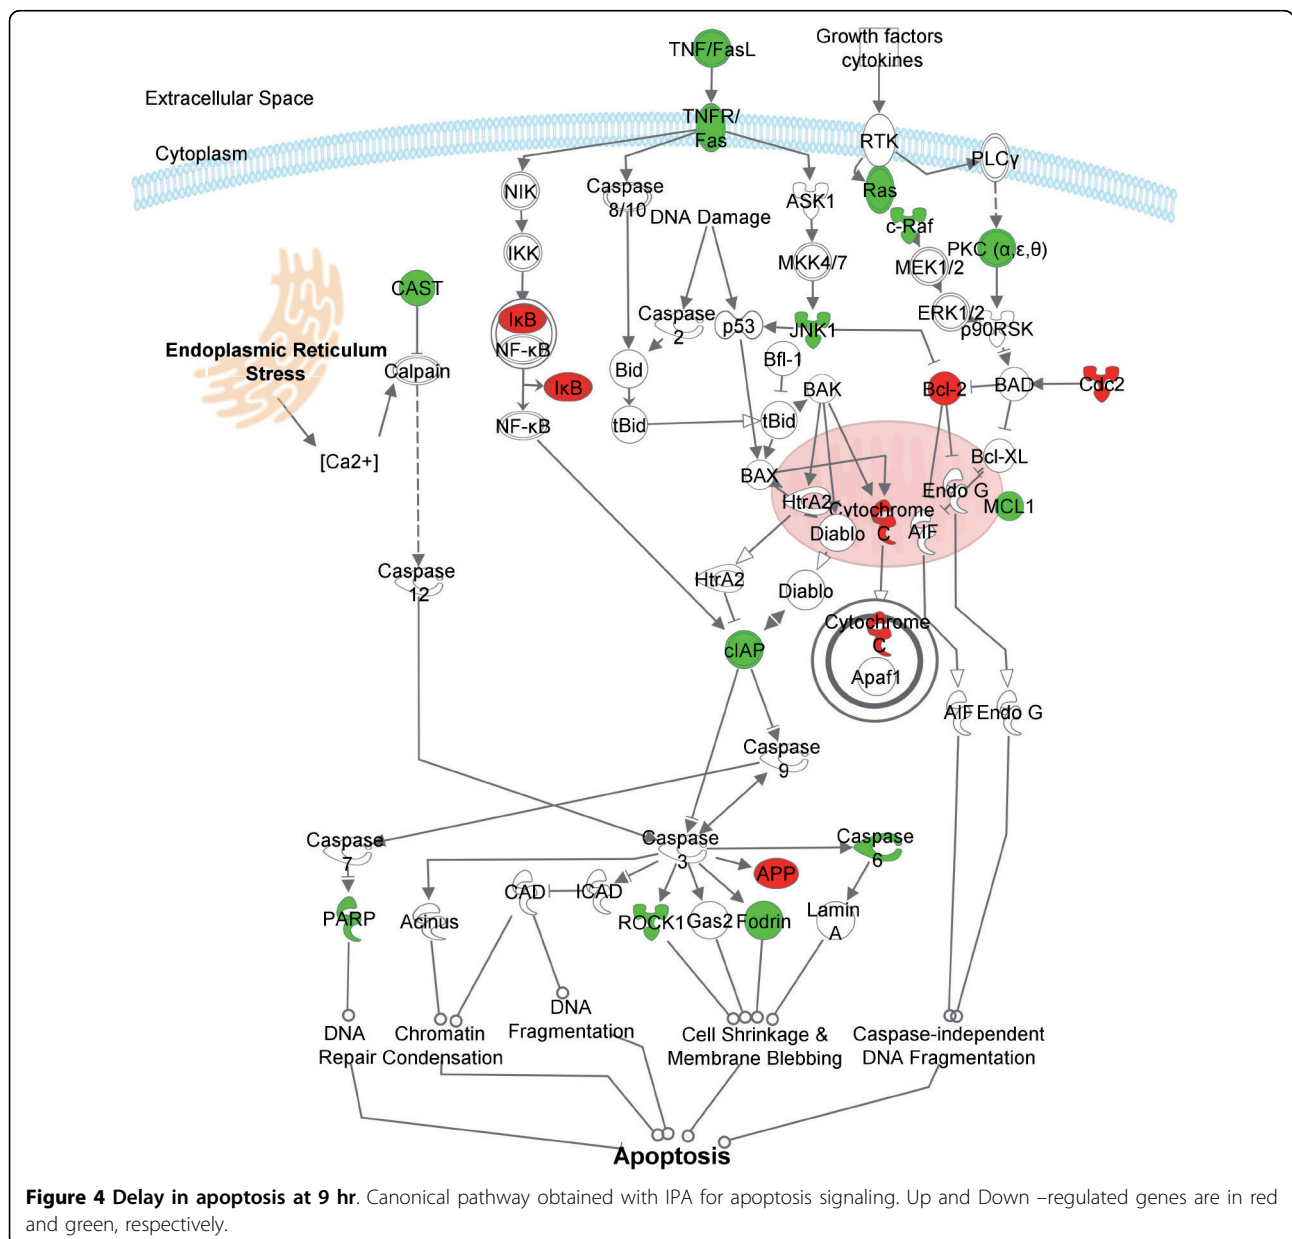 TNF/FasL
Growth factors
cytokines
Extracellular Space
TNFR/
Fas
RTK
Cytoplasm
PLCγ
NIK
Caspase
8/10
ASK1
Ras
DNA Damage
c-Raf
IKK
MKK4/7
MEK1/2
PKC (α,ε,θ)
CAST
IκB
NF-κB
Caspase
2
p53
JNK1
ERK1/2
p90RSK
Endoplasmic Reticulum
Stress
Calpain
Bid
Bfl-1
IκB
BAK
Bcl-2
BAD
Cdc2
NF-κB
tBid
tBid
[Ca2+]
BAX
Bcl-XL
HtrA2
Endo G
MCL1
Cytochrome
C
Diablo
AIF
Caspase
12
HtrA2
Diablo
Cytochrome
C
cIAP
Apaf1
AIF
Endo G
Caspase
9
Caspase
7
Caspase
3
Caspase
6
APP
CAD
ICAD
PARP
Acinus
ROCK1
Gas2
Fodrin
Lamin
A
DNA
Repair
Chromatin
Condensation
DNA
Fragmentation
Cell Shrinkage &
Membrane Blebbing
Caspase-independent
DNA Fragmentation
Apoptosis
Figure 4 Delay in apoptosis at 9 hr. Canonical pathway obtained with IPA for apoptosis signaling. Up and Down –regulated genes are in red
and green, respectively.